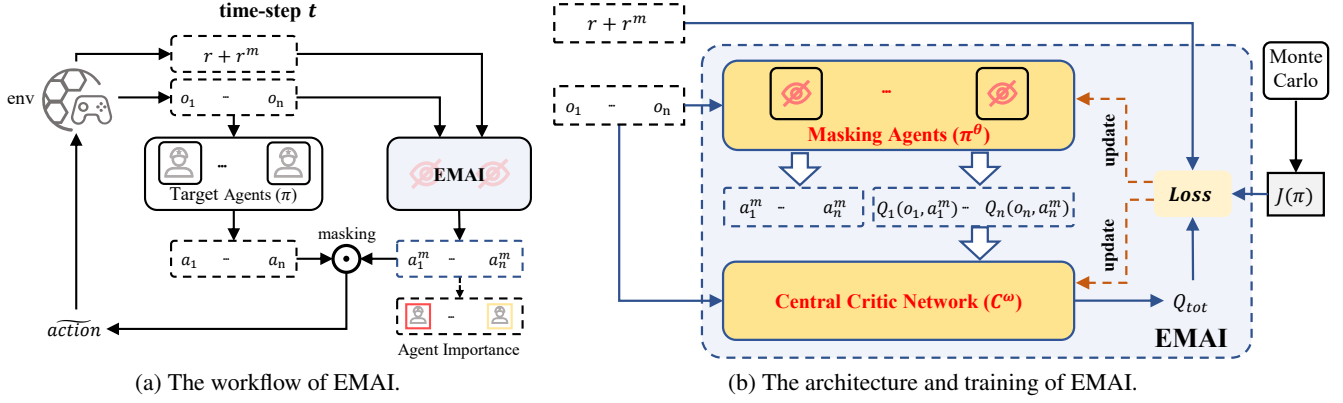 time-step t
r + r^m
env
o_1 -- o_n
...
Target Agents (π)
EMAI
masking
a_1 -- a_n
a_1^m -- a_n^m
\widetilde{action}
--
Agent Importance
(a) The workflow of EMAI.
r + r^m
o_1 -- o_n
...
Masking Agents (π^θ)
update
Monte
Carlo
a_1^m -- a_n^m
Q_1(o_1, a_1^m) -- Q_n(o_n, a_n^m)
Loss
J(π)
update
Central Critic Network (C^ω)
Q_tot
EMAI
(b) The architecture and training of EMAI.